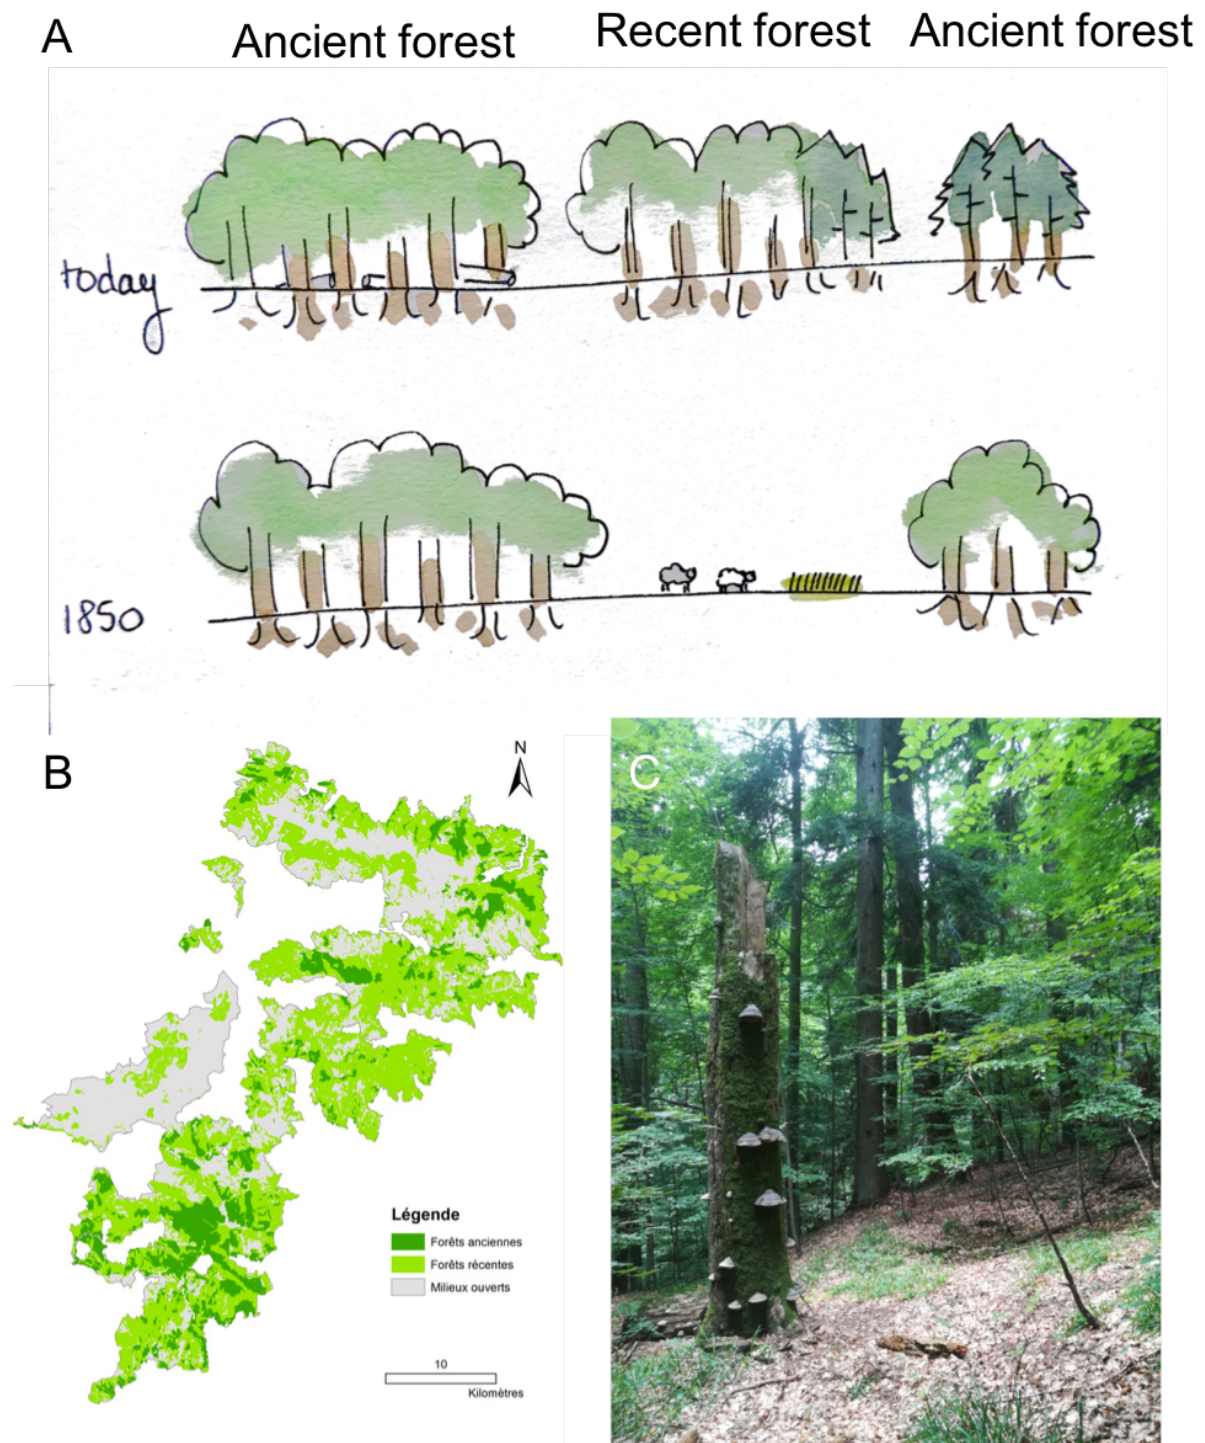 A
Ancient forest
Recent forest
Ancient forest
today
1850
B
N
C
Légende
Forêts anciennes
Forêts récentes
Milieux ouverts
10
Kilomètres